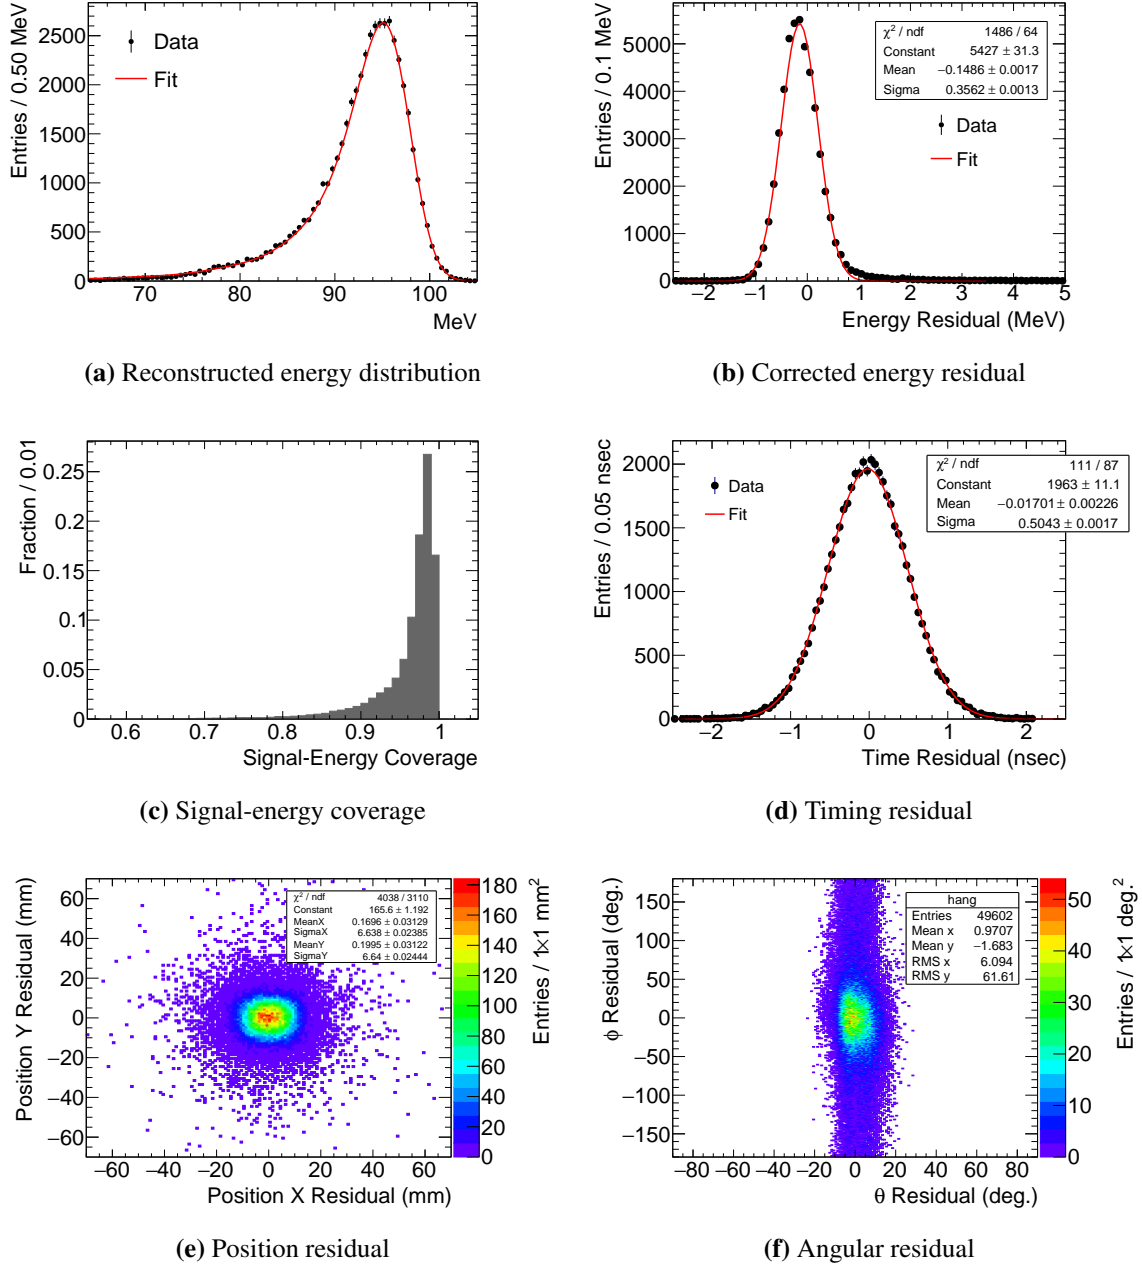 Entries / 0.50 MeV
2500
2000
1500
1000
500
0
Data
Fit
70 80 90 100
MeV
(a) Reconstructed energy distribution
Entries / 0.1 MeV
5000
4000
3000
2000
1000
0
χ² / ndf 1486 / 64
Constant 5427 ± 31.3
Mean −0.1486 ± 0.0017
Sigma 0.3562 ± 0.0013
Data
Fit
−2 −1 0 1 2 3 4 5
Energy Residual (MeV)
(b) Corrected energy residual
Fraction / 0.01
0.25
0.2
0.15
0.1
0.05
0
0.6 0.7 0.8 0.9 1
Signal-Energy Coverage
(c) Signal-energy coverage
Entries / 0.05 nsec
2000
1500
1000
500
0
Data
Fit
χ² / ndf 111 / 87
Constant 1963 ± 11.1
Mean −0.01701 ± 0.00226
Sigma 0.5043 ± 0.0017
−2 −1 0 1 2
Time Residual (nsec)
(d) Timing residual
Position Y Residual (mm)
60
40
20
0
−20
−40
−60
χ² / ndf 4038 / 3110
Constant 165.6 ± 1.192
MeanX 0.1696 ± 0.03129
SigmaX 6.638 ± 0.02385
MeanY 0.1995 ± 0.03122
SigmaY 6.64 ± 0.02444
180
160
140
120
100
80
60
40
20
0
Entries / 1×1 mm²
−60 −40 −20 0 20 40 60
Position X Residual (mm)
(e) Position residual
ϕ Residual (deg.)
150
100
50
0
−50
−100
−150
hang
Entries 49602
Mean x 0.9707
Mean y −1.683
RMS x 6.094
RMS y 61.61
50
40
30
20
10
0
Entries / 1×1 degree²
−80 −60 −40 −20 0 20 40 60 80
θ Residual (deg.)
(f) Angular residual